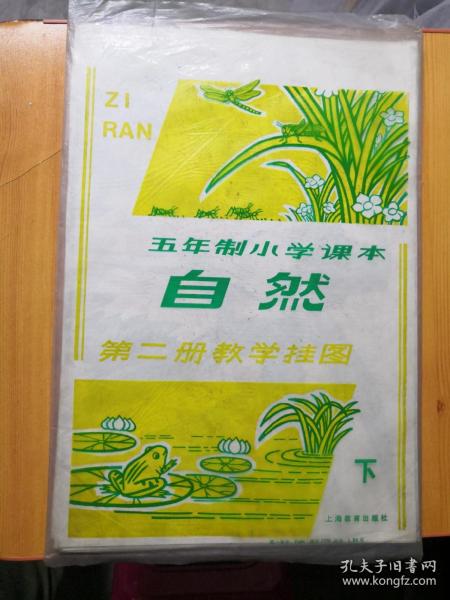 ZI
RAN
五年制小学课本
自然
第二册教学挂图
下
上海教育出版社
孔夫子旧书网
www.kongfz.com